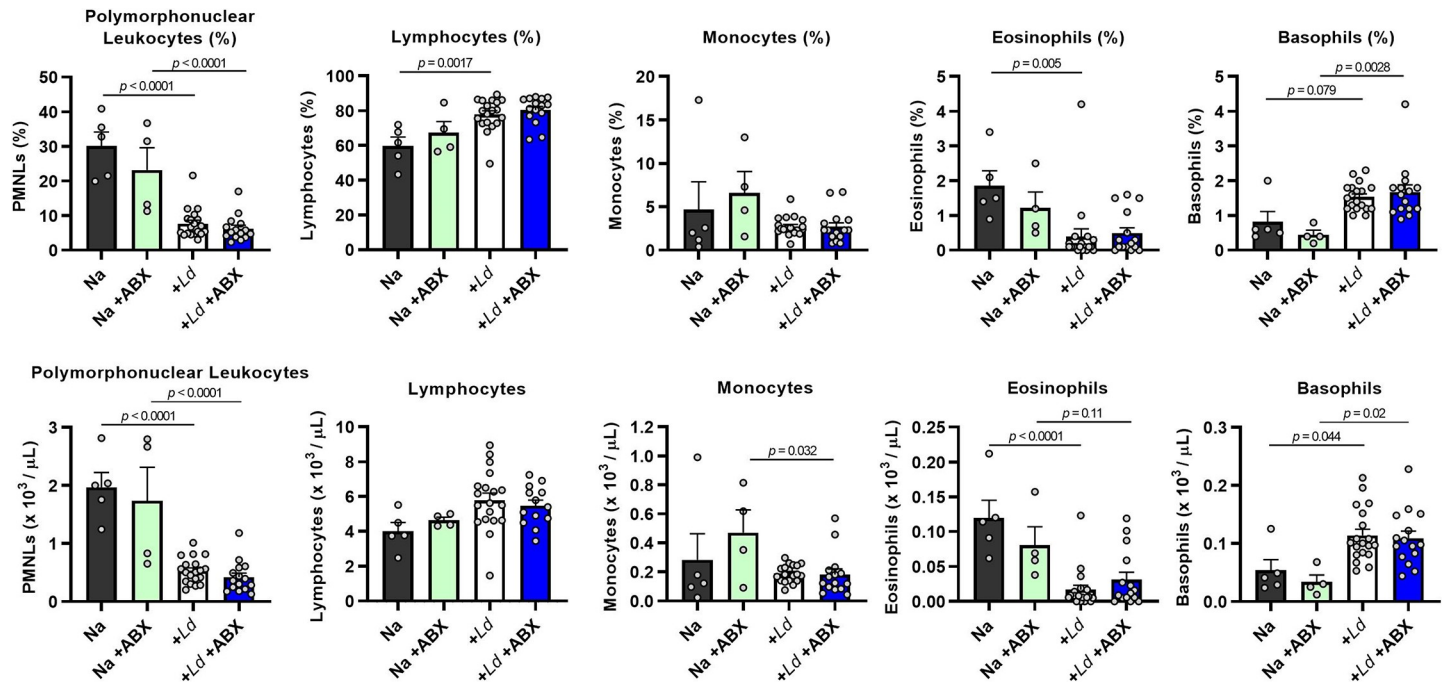 Polymorphonuclear
Leukocytes (%)
p < 0.0001
p < 0.0001
50
40
30
20
10
0
PMNLs (%)
Na
Na +ABX
+Ld
+Ld +ABX
Lymphocytes (%)
p = 0.0017
100
80
60
40
20
0
Lymphocytes (%)
Na
Na +ABX
+Ld
+Ld +ABX
Monocytes (%)
20
15
10
5
0
Monocytes (%)
Na
Na +ABX
+Ld
+Ld +ABX
Eosinophils (%)
p = 0.005
5
4
3
2
1
0
Eosinophils (%)
Na
Na +ABX
+Ld
+Ld +ABX
Basophils (%)
p = 0.0028
p = 0.079
5
4
3
2
1
0
Basophils (%)
Na
Na +ABX
+Ld
+Ld +ABX
Polymorphonuclear Leukocytes
p < 0.0001
p < 0.0001
3
2
1
0
PMNLs (x 10³ / μL)
Na
Na +ABX
+Ld
+Ld +ABX
Lymphocytes
10
8
6
4
2
0
Lymphocytes (x 10³ / μL)
Na
Na +ABX
+Ld
+Ld +ABX
Monocytes
p = 0.032
1.2
1.0
0.8
0.6
0.4
0.2
0.0
Monocytes (x 10³ / μL)
Na
Na +ABX
+Ld
+Ld +ABX
Eosinophils
p = 0.11
p < 0.0001
0.25
0.20
0.15
0.10
0.05
0.00
Eosinophils (x 10³ / μL)
Na
Na +ABX
+Ld
+Ld +ABX
Basophils
p = 0.02
p = 0.044
0.3
0.2
0.1
0.0
Basophils (x 10³ / μL)
Na
Na +ABX
+Ld
+Ld +ABX